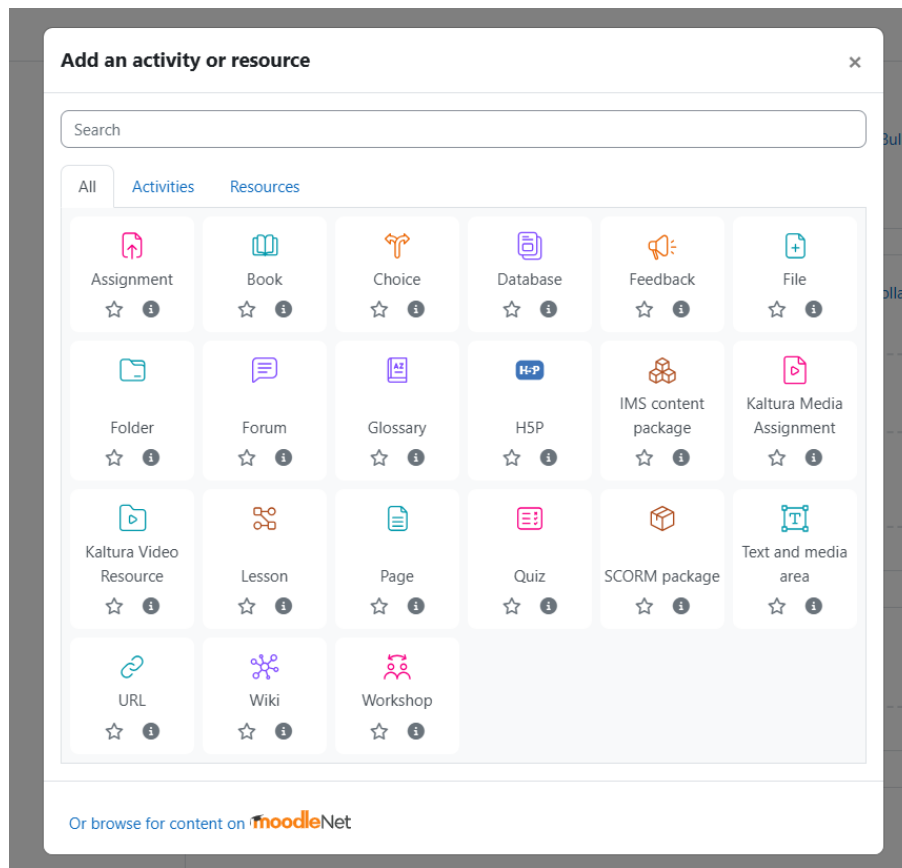 Add an activity or resource ×
Search
All Activities Resources
Assignment Book Choice Database Feedback File
Folder Forum Glossary H5P IMS content package Kaltura Media Assignment
Kaltura Video Resource Lesson Page Quiz SCORM package Text and media area
URL Wiki Workshop
Or browse for content on moodleNet